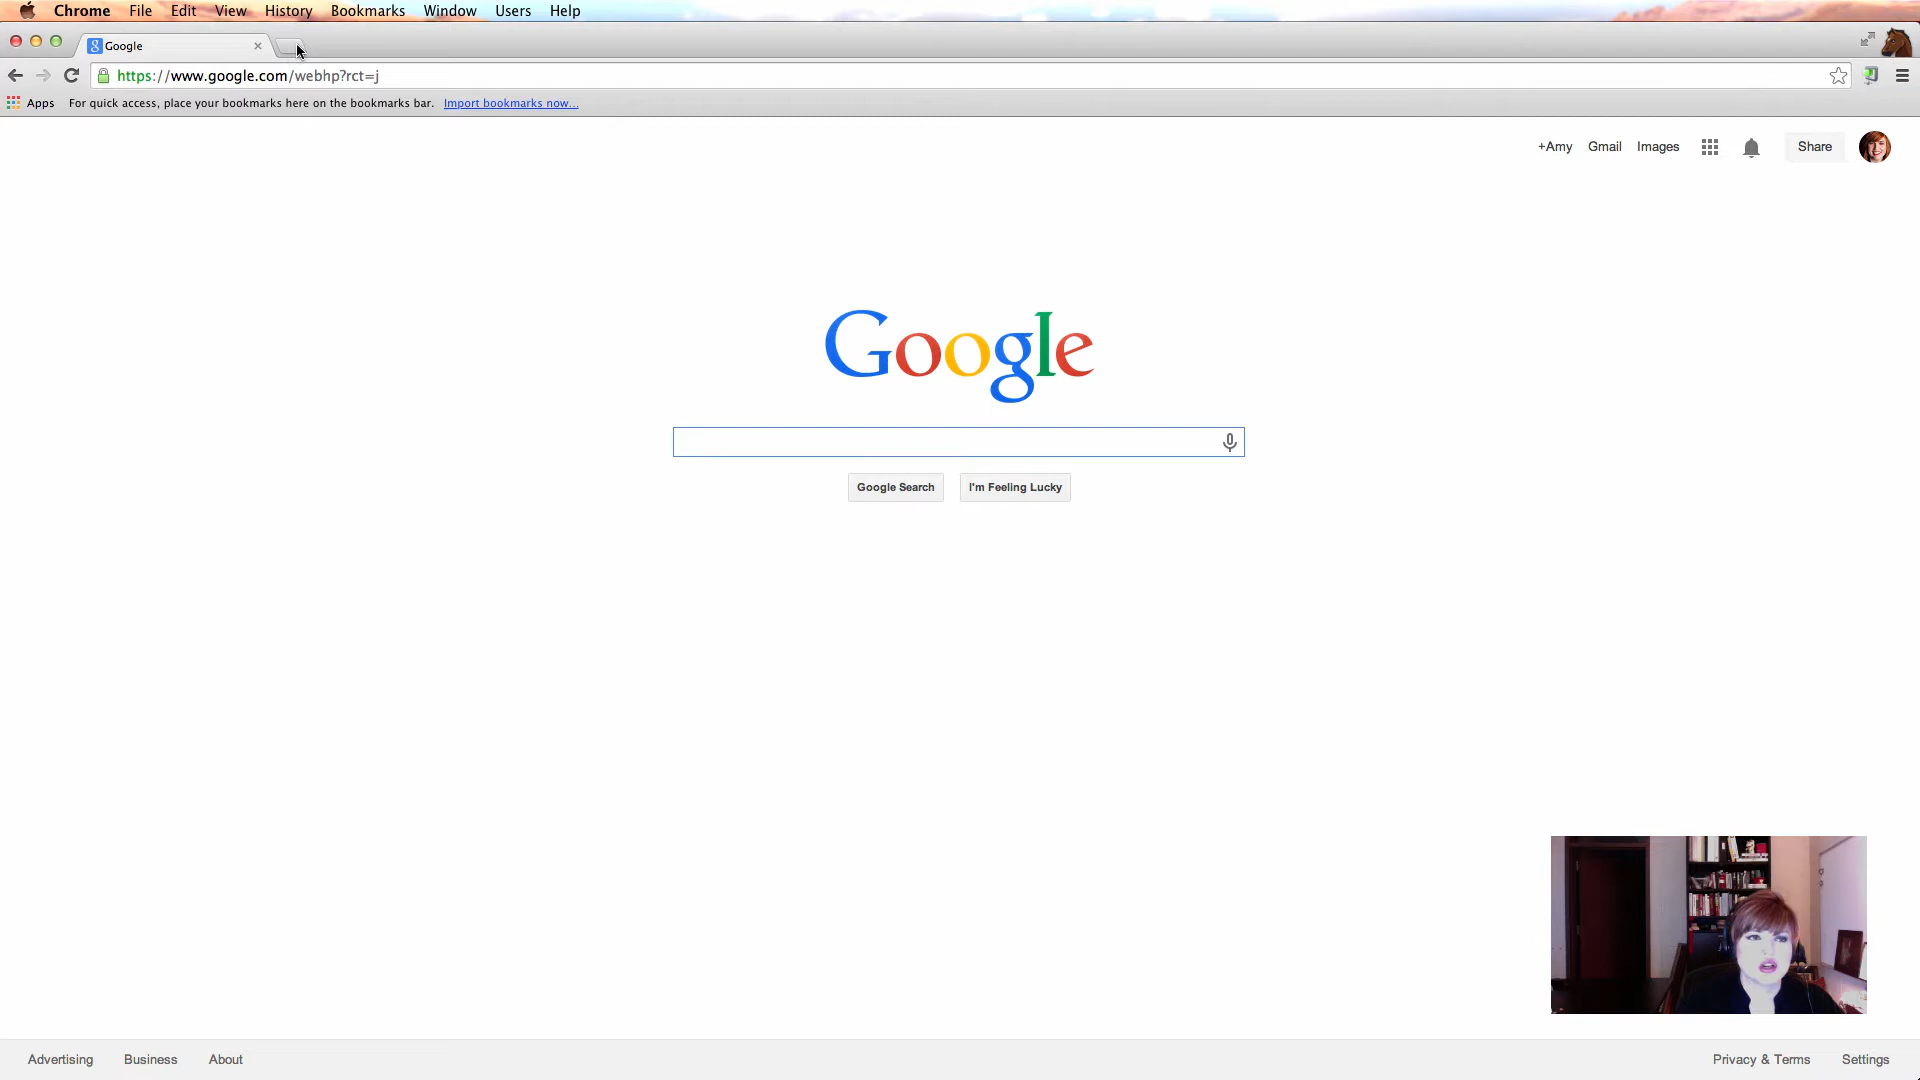 Chrome File Edit View History Bookmarks Window Users Help
Google
https://www.google.com/webhp?rct=j
Apps For quick access, place your bookmarks here on the bookmarks bar. Import bookmarks now...
+Amy Gmail Images Share
Google
Google Search I'm Feeling Lucky
Advertising Business About Privacy & Terms Settings